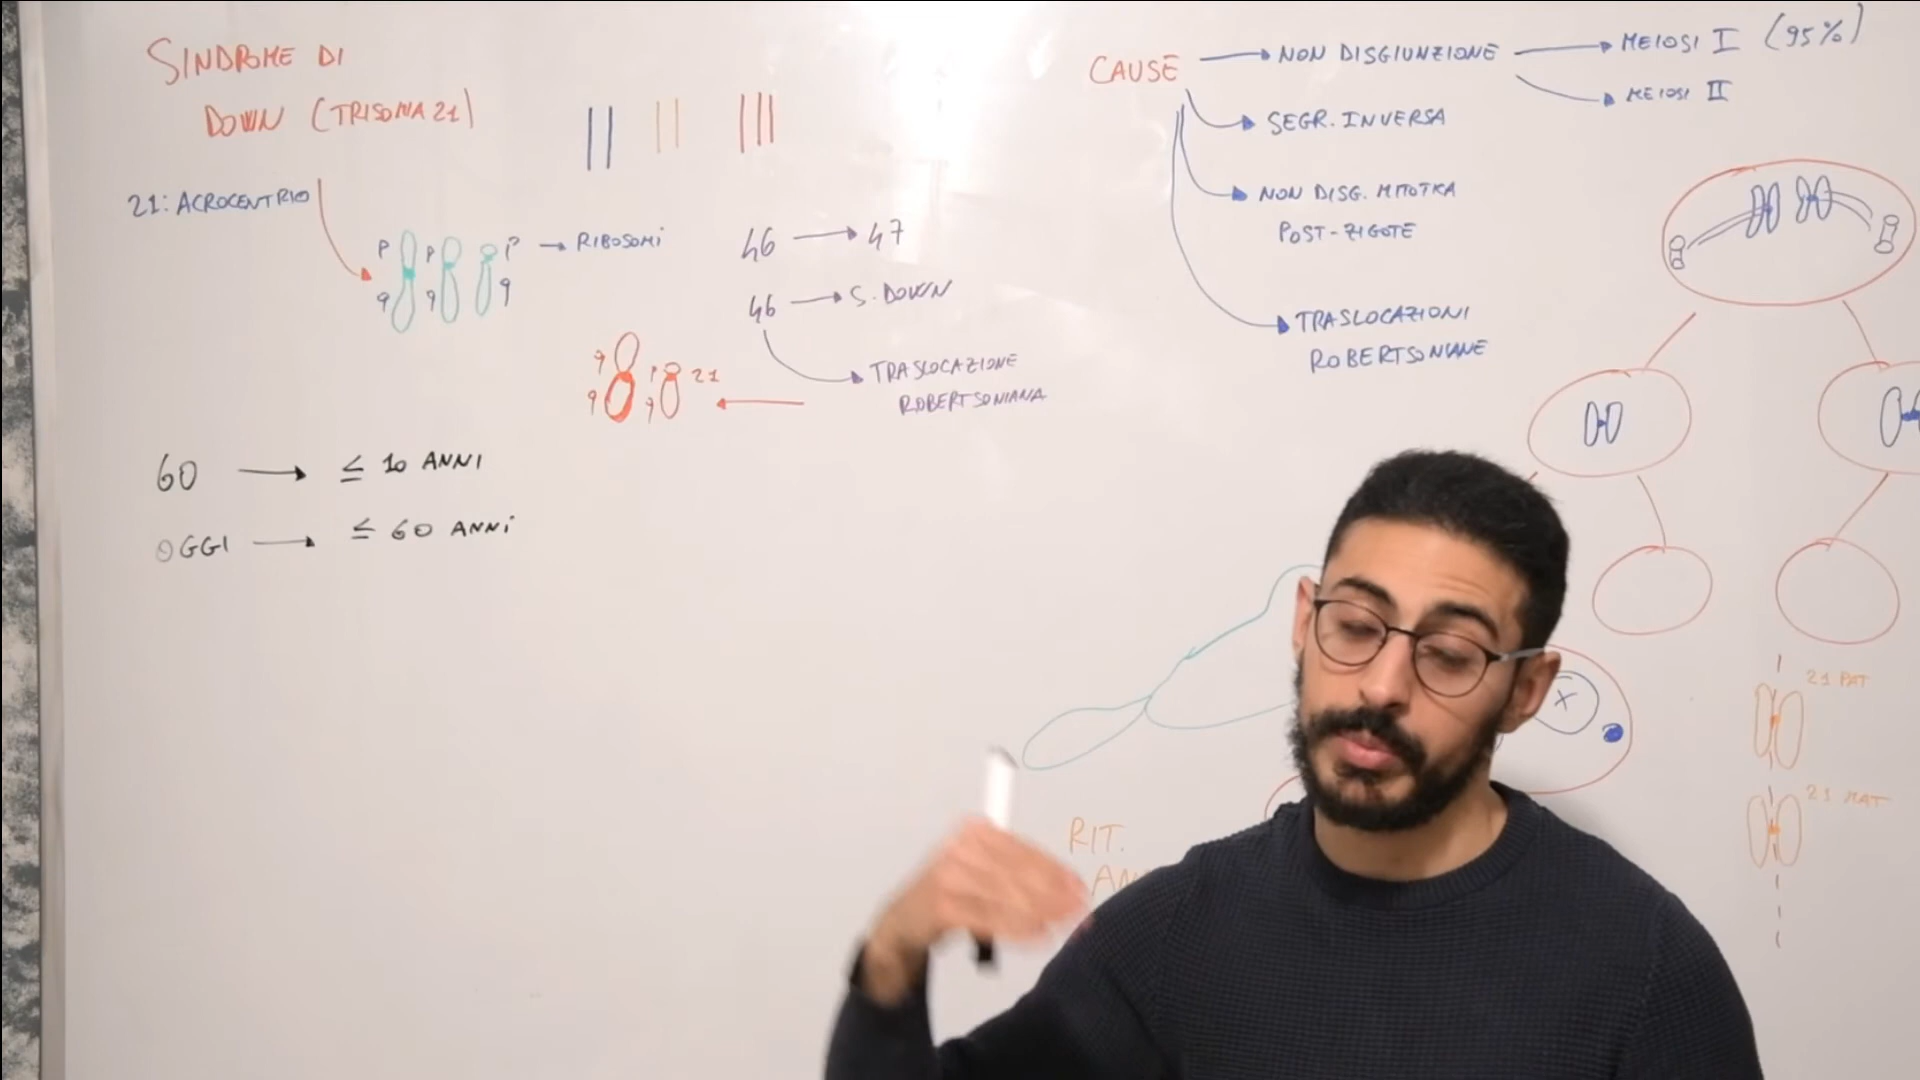 SINDROME DI
DOWN (TRISOMIA 21)
21: ACROCENTRICO
P P P → RIBOSOMI
q q q
46 → 47
46 → S. DOWN
TRASLOCAZIONE
ROBERTSONIANA
q P 21
q q
60 → ≤ 10 ANNI
OGGI → ≤ 60 ANNI
CAUSE → NON DISGIUNZIONE → MEIOSI I (95%)
MEIOSI II
SEGR. INVERSA
NON DISG. MITOTICA
POST-ZIGOTE
TRASLOCAZIONI
ROBERTSONIANE
X
21 PAT
21 MAT
RIT.